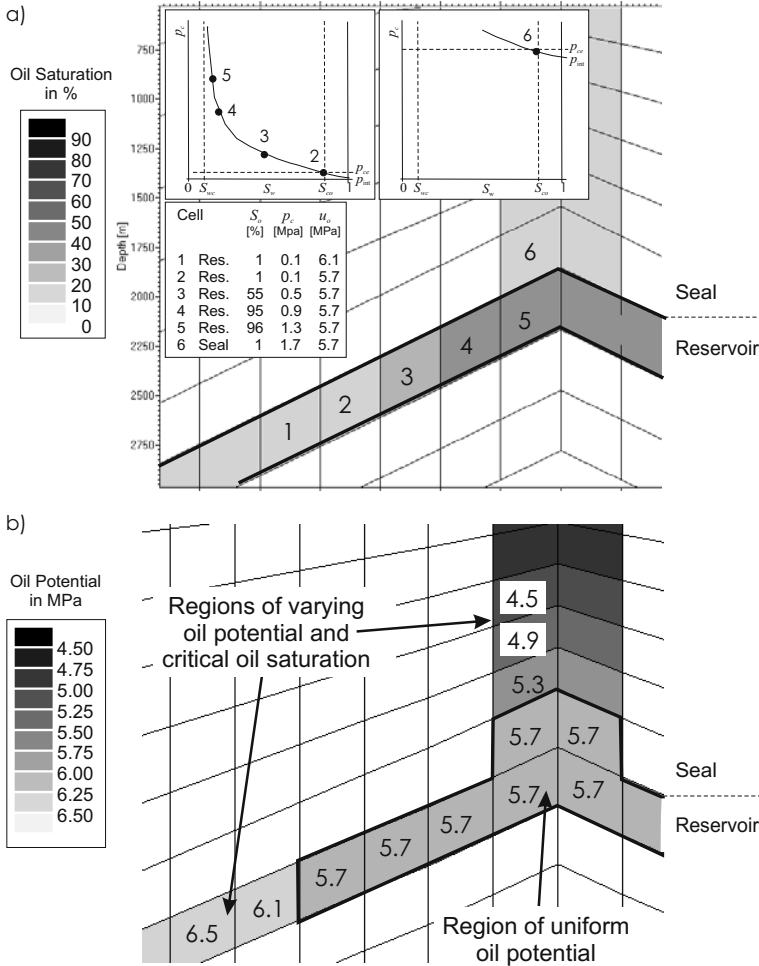 a)
Oil Saturation
in %
90
80
70
60
50
40
30
20
10
0
Depth [m]
750
1000
1250
1500
1750
2000
2250
2500
2750
p_c
5
4
3
2
p_ce
p_int
0
S_wc
S_w
S_co
1
p_c
6
p_ce
p_int
0
S_wc
S_w
S_co
1
Cell S_o p_c u_o
[%] [Mpa] [MPa]
1 Res. 1 0.1 6.1
2 Res. 1 0.1 5.7
3 Res. 55 0.5 5.7
4 Res. 95 0.9 5.7
5 Res. 96 1.3 5.7
6 Seal 1 1.7 5.7
6
5
4
3
2
1
Seal
Reservoir
b)
Oil Potential
in MPa
4.50
4.75
5.00
5.25
5.50
5.75
6.00
6.25
6.50
Regions of varying
oil potential and
critical oil saturation
4.5
4.9
5.3
5.7
5.7
5.7
5.7
5.7
5.7
5.7
6.1
6.5
Seal
Reservoir
Region of uniform
oil potential